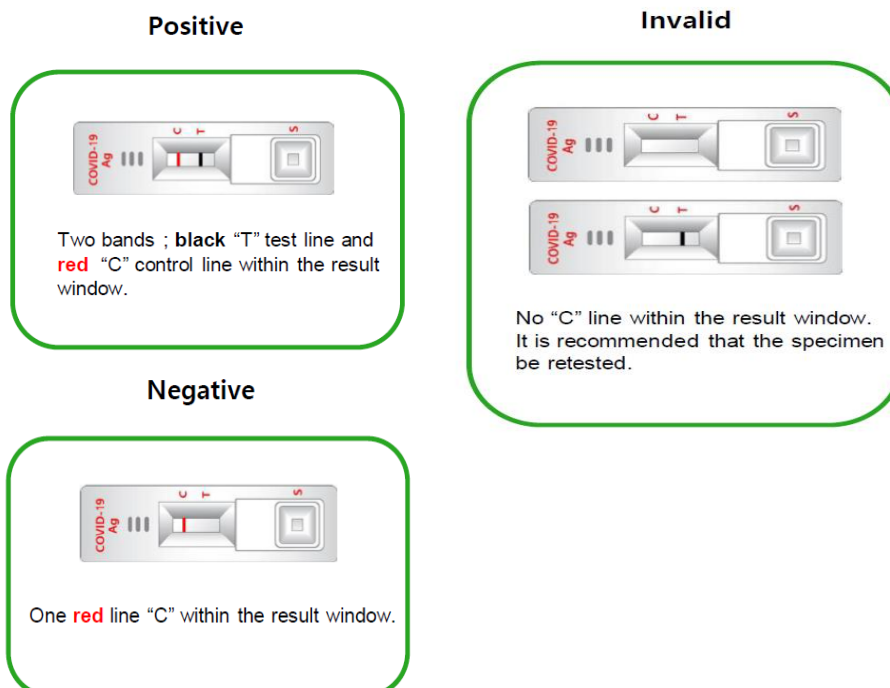 Positive
COVID-19
Ag
C
T
S
Two bands ; black “T” test line and
red “C” control line within the result
window.
Negative
COVID-19
Ag
C
T
S
One red line “C” within the result window.
Invalid
COVID-19
Ag
C
T
S
COVID-19
Ag
C
T
S
No “C” line within the result window.
It is recommended that the specimen
be retested.